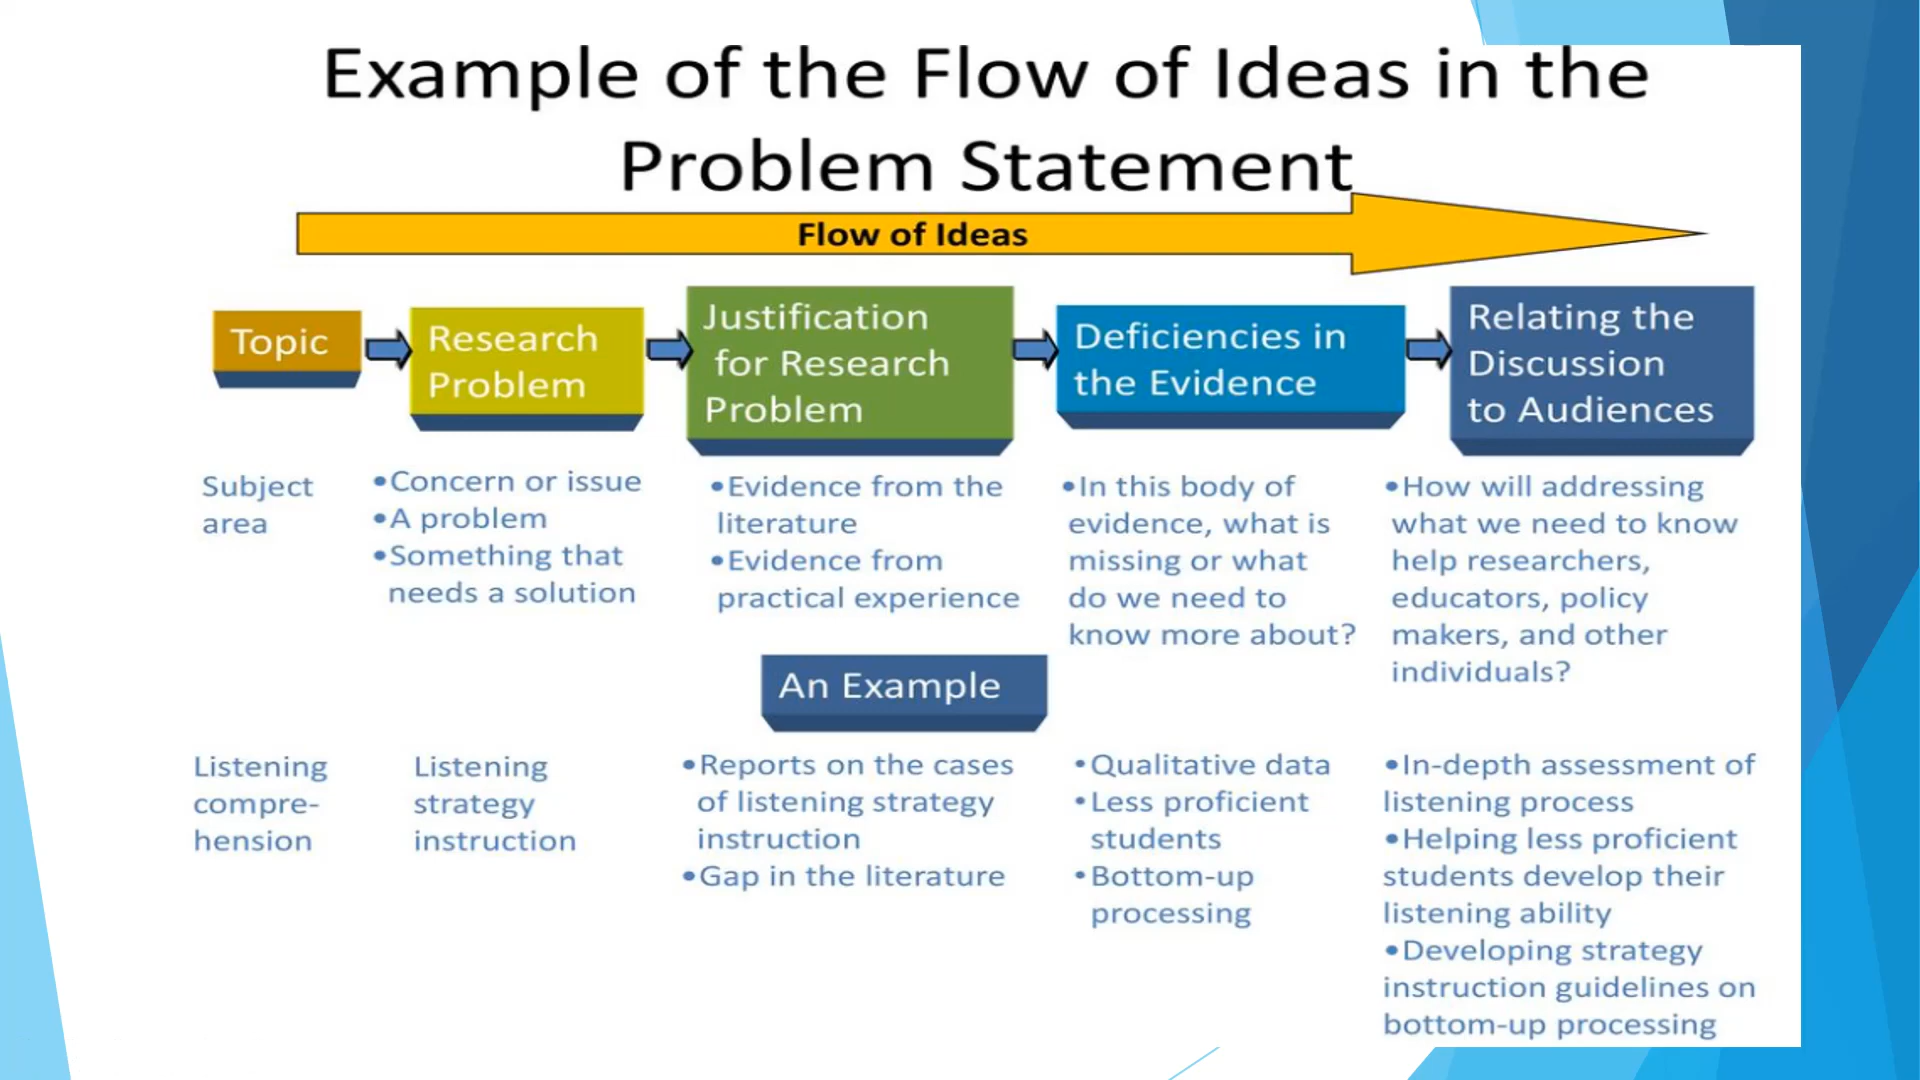 Example of the Flow of Ideas in the
Problem Statement
Flow of Ideas
Topic
Research
Problem
Justification
for Research
Problem
Deficiencies in
the Evidence
Relating the
Discussion
to Audiences
Subject
area
•Concern or issue
•A problem
•Something that
needs a solution
•Evidence from the
literature
•Evidence from
practical experience
•In this body of
evidence, what is
missing or what
do we need to
know more about?
•How will addressing
what we need to know
help researchers,
educators, policy
makers, and other
individuals?
An Example
Listening
compre-
hension
Listening
strategy
instruction
•Reports on the cases
of listening strategy
instruction
•Gap in the literature
•Qualitative data
•Less proficient
students
•Bottom-up
processing
•In-depth assessment of
listening process
•Helping less proficient
students develop their
listening ability
•Developing strategy
instruction guidelines on
bottom-up processing